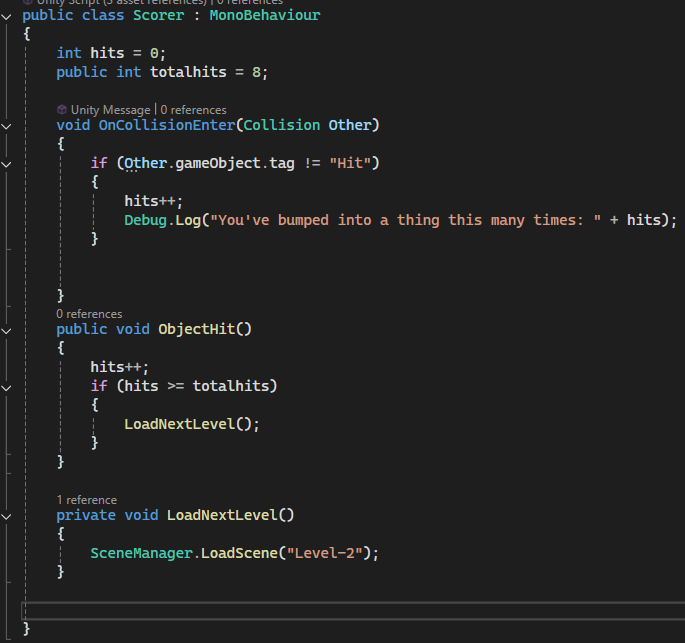 Unity Script (3 asset references) | 0 references
public class Scorer : MonoBehaviour
{
int hits = 0;
public int totalhits = 8;
Unity Message | 0 references
void OnCollisionEnter(Collision Other)
{
if (Other.gameObject.tag != "Hit")
{
hits++;
Debug.Log("You've bumped into a thing this many times: " + hits);
}
}
0 references
public void ObjectHit()
{
hits++;
if (hits >= totalhits)
{
LoadNextLevel();
}
}
1 reference
private void LoadNextLevel()
{
SceneManager.LoadScene("Level-2");
}
}